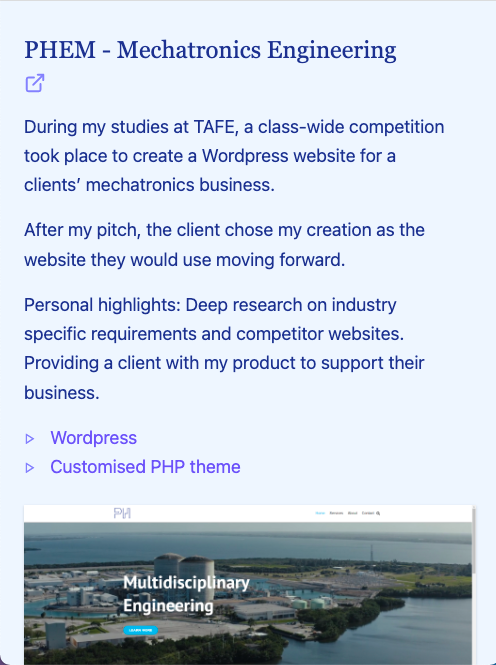 PHEM - Mechatronics Engineering
During my studies at TAFE, a class-wide competition
took place to create a Wordpress website for a
clients’ mechatronics business.
After my pitch, the client chose my creation as the
website they would use moving forward.
Personal highlights: Deep research on industry
specific requirements and competitor websites.
Providing a client with my product to support their
business.
Wordpress
Customised PHP theme
PH
Home Services About Contact
Multidisciplinary
Engineering
LEARN MORE